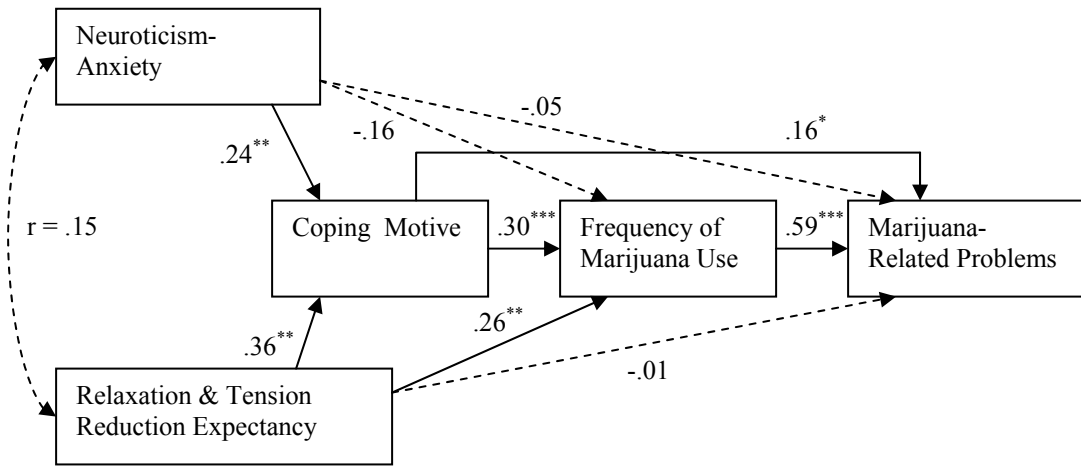 Neuroticism-
Anxiety
-.05
-.16
.16*
.24**
r = .15
Coping Motive
.30***
Frequency of
Marijuana Use
.59***
Marijuana-
Related Problems
.36**
.26**
-.01
Relaxation & Tension
Reduction Expectancy